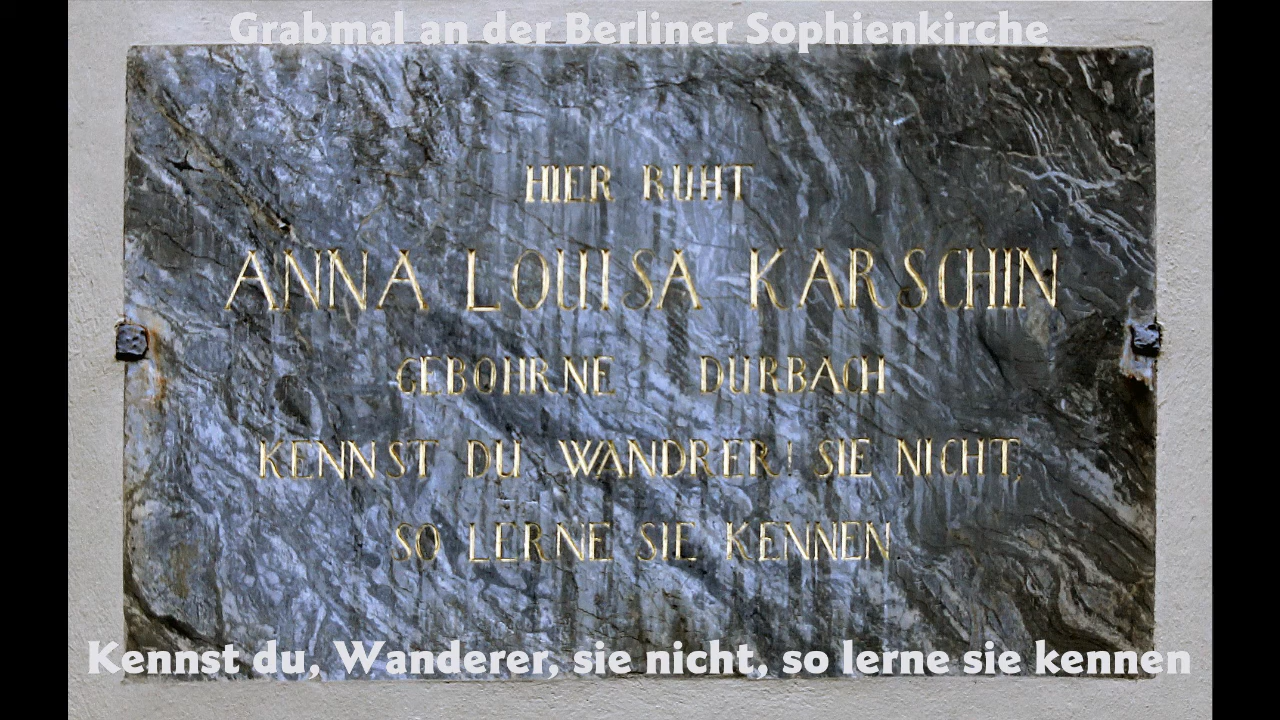 Grabmal an der Berliner Sophienkirche
HIER RUHT
ANNA LOUISA KARSCHIN
GEBOHRNE DURBACH
KENNST DU WANDRER! SIE NICHT,
SO LERNE SIE KENNEN.
Kennst du, Wanderer, sie nicht, so lerne sie kennen